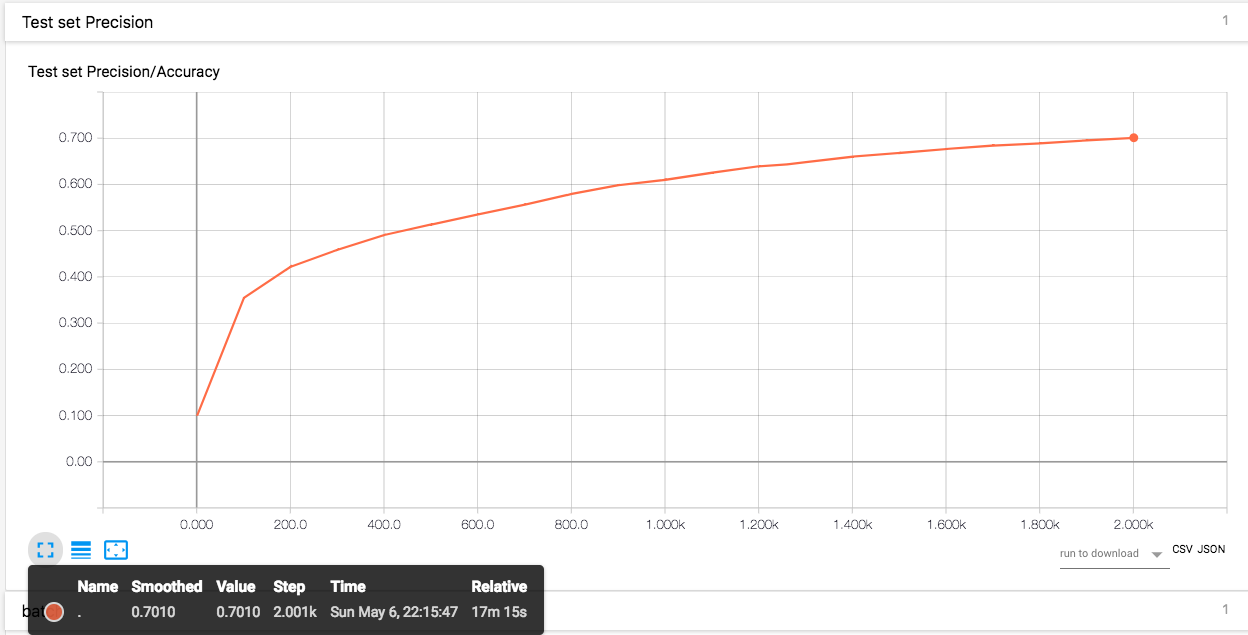 Test set Precision 1
Test set Precision/Accuracy
0.700
0.600
0.500
0.400
0.300
0.200
0.100
0.00
0.000 200.0 400.0 600.0 800.0 1.000k 1.200k 1.400k 1.600k 1.800k 2.000k
run to download CSV JSON
Name Smoothed Value Step Time Relative
. 0.7010 0.7010 2.001k Sun May 6, 22:15:47 17m 15s
1